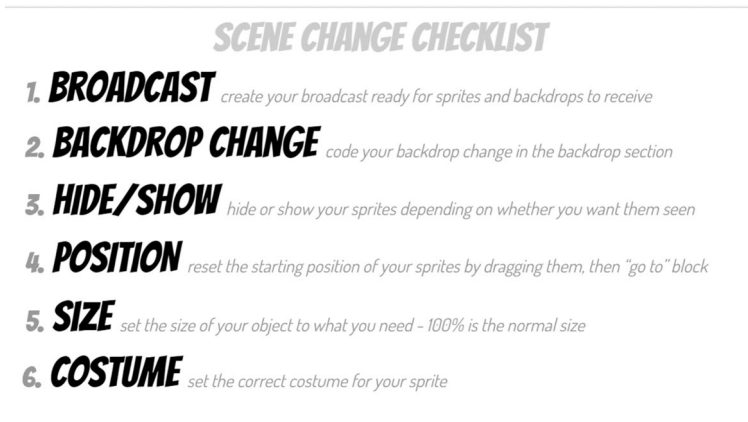 SCENE CHANGE CHECKLIST
1. BROADCAST create your broadcast ready for sprites and backdrops to receive
2. BACKDROP CHANGE code your backdrop change in the backdrop section
3. HIDE/SHOW hide or show your sprites depending on whether you want them seen
4. POSITION reset the starting position of your sprites by dragging them, then “go to” block
5. SIZE set the size of your object to what you need - 100% is the normal size
6. COSTUME set the correct costume for your sprite